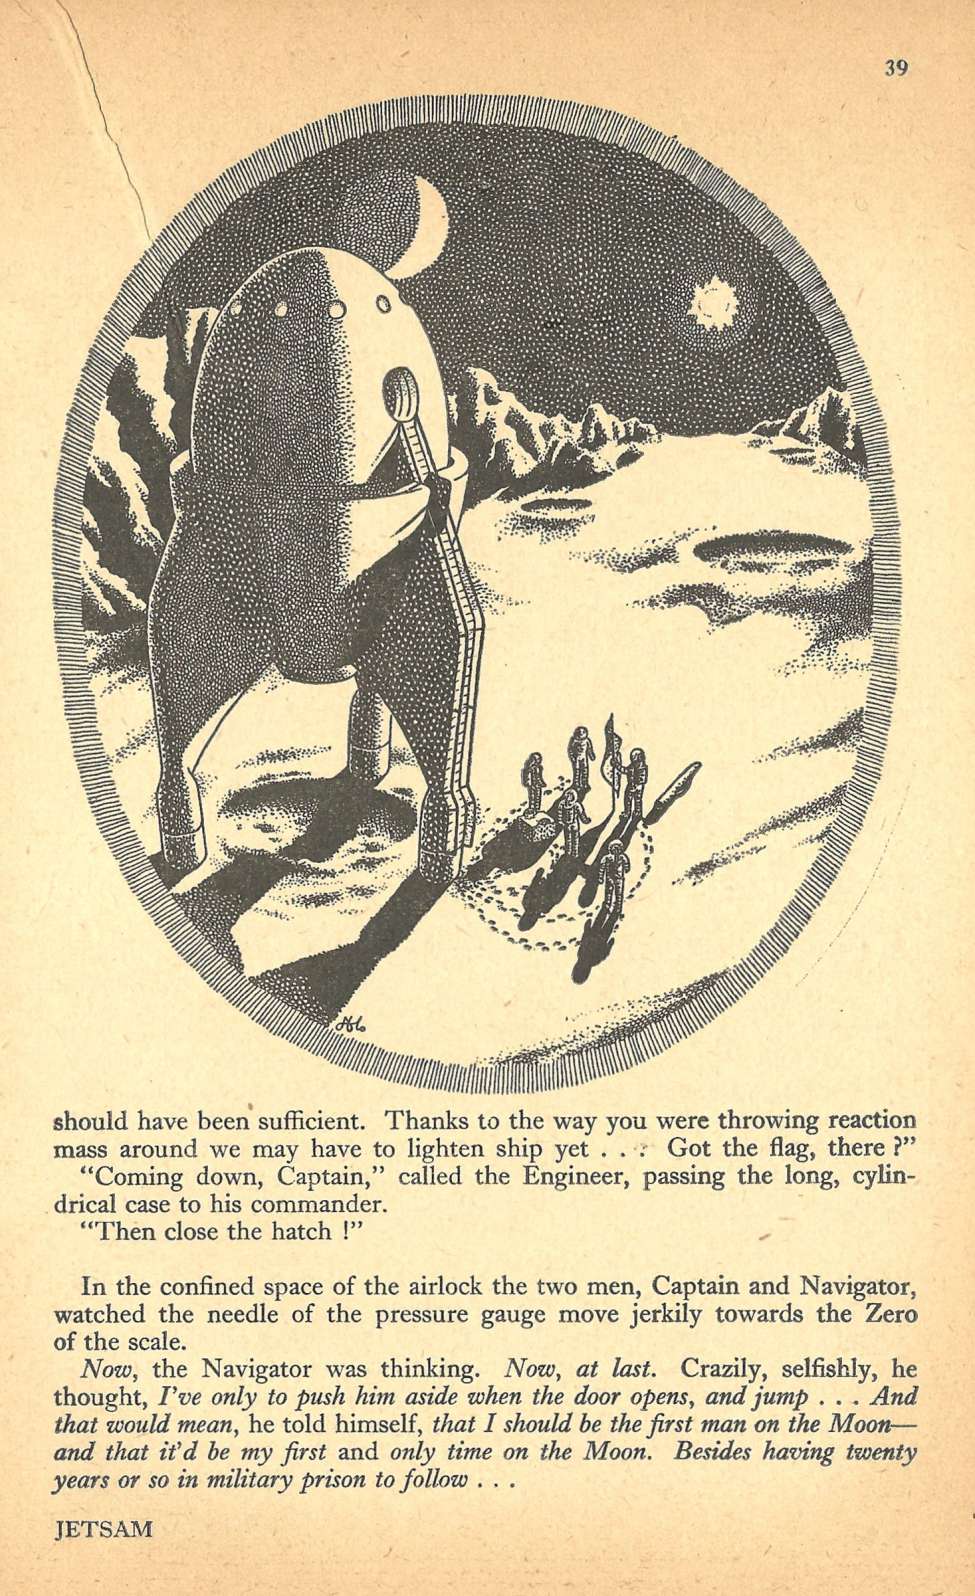 39
should have been sufficient. Thanks to the way you were throwing reaction
mass around we may have to lighten ship yet . . . Got the flag, there ?”
“Coming down, Captain,” called the Engineer, passing the long, cylin-
drical case to his commander.
“Then close the hatch !”
In the confined space of the airlock the two men, Captain and Navigator,
watched the needle of the pressure gauge move jerkily towards the Zero
of the scale.
Now, the Navigator was thinking. Now, at last. Crazily, selfishly, he
thought, I’ve only to push him aside when the door opens, and jump . . . And
that would mean, he told himself, that I should be the first man on the Moon—
and that it’d be my first and only time on the Moon. Besides having twenty
years or so in military prison to follow . . .
JETSAM